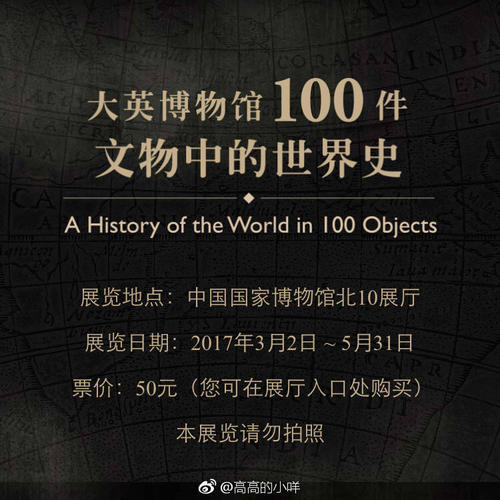 大英博物馆 100 件
文物中的世界史
A History of the World in 100 Objects
展览地点：中国国家博物馆北10展厅
展览日期：2017年3月2日 ~ 5月31日
票价：50元（您可在展厅入口处购买）
本展览请勿拍照
@高高的小咩